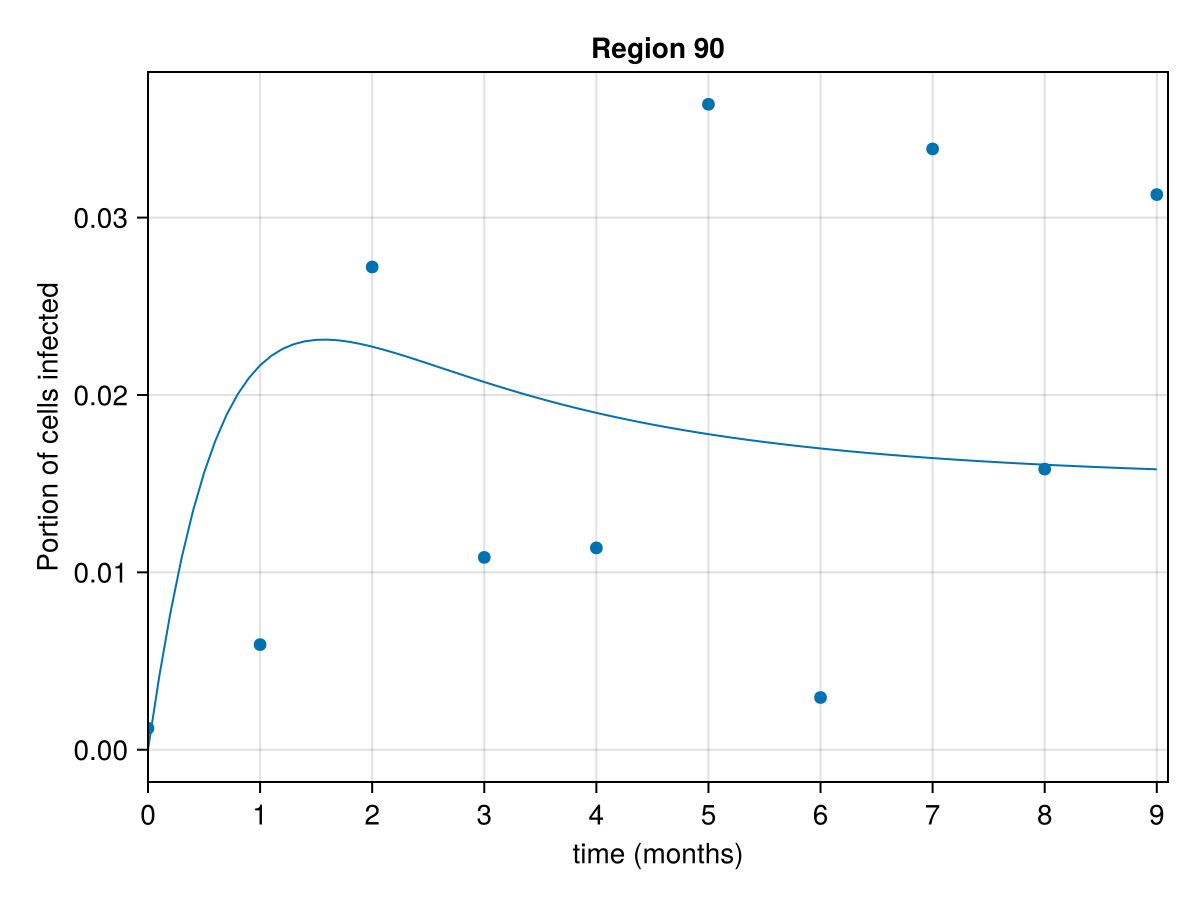 Region 90
Portion of cells infected
0.03
0.02
0.01
0.00
0 1 2 3 4 5 6 7 8 9
time (months)